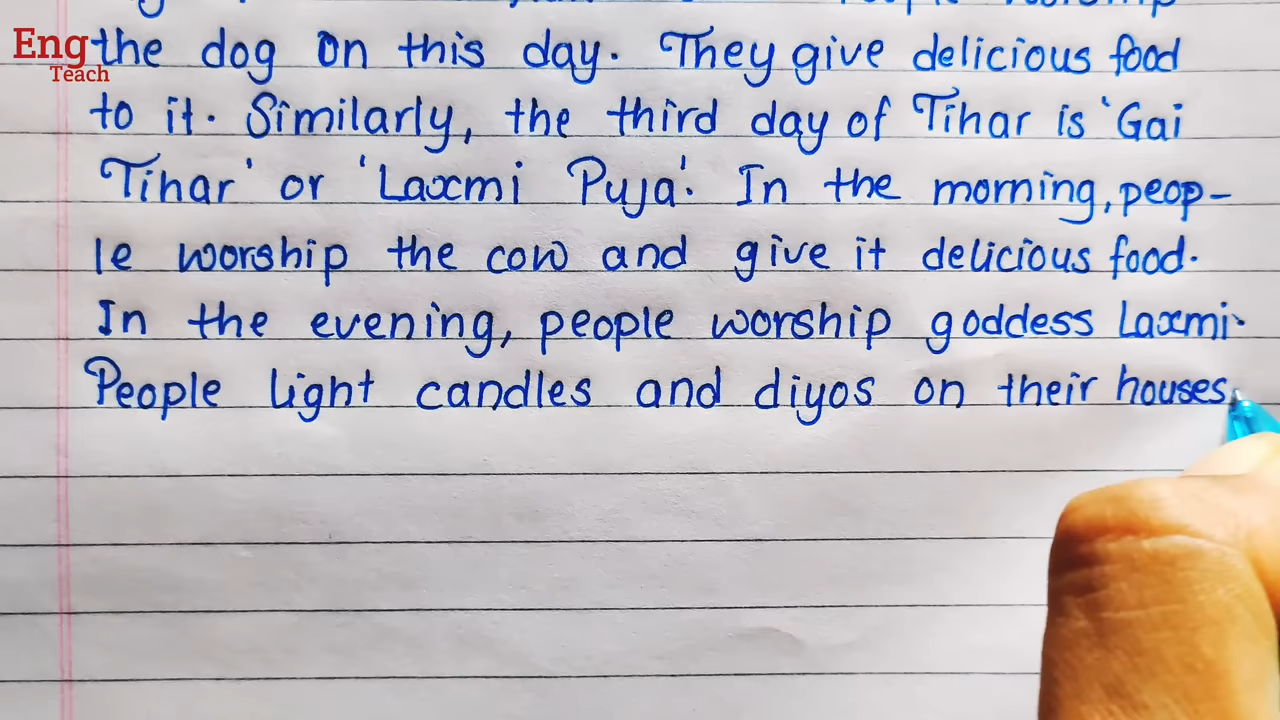 People worship
Eng
Teach
the dog on this day. They give delicious food
to it. Similarly, the third day of Tihar is 'Gai
Tihar' or 'Laxmi Puja'. In the morning, peop-
le worship the cow and give it delicious food.
In the evening, people worship goddess Laxmi.
People light candles and diyos on their houses.